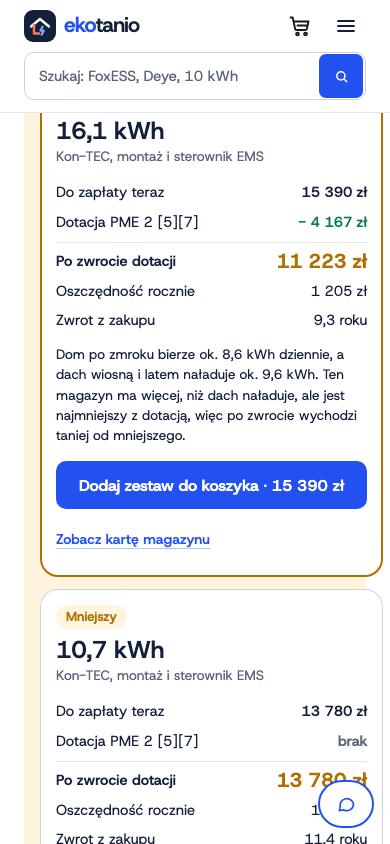 ekotanio
Szukaj: FoxESS, Deye, 10 kWh
16,1 kWh
Kon-TEC, montaż i sterownik EMS
Do zapłaty teraz 15 390 zł
Dotacja PME 2 [5][7] − 4 167 zł
Po zwrocie dotacji 11 223 zł
Oszczędność rocznie 1 205 zł
Zwrot z zakupu 9,3 roku
Dom po zmroku bierze ok. 8,6 kWh dziennie, a
dach wiosną i latem naładuje ok. 9,6 kWh. Ten
magazyn ma więcej, niż dach naładuje, ale jest
najmniejszy z dotacją, więc po zwrocie wychodzi
taniej od mniejszego.
Dodaj zestaw do koszyka · 15 390 zł
Zobacz kartę magazynu
Mniejszy
10,7 kWh
Kon-TEC, montaż i sterownik EMS
Do zapłaty teraz 13 780 zł
Dotacja PME 2 [5][7] brak
Po zwrocie dotacji 13 780 zł
Oszczędność rocznie
Zwrot z zakupu 11,4 roku